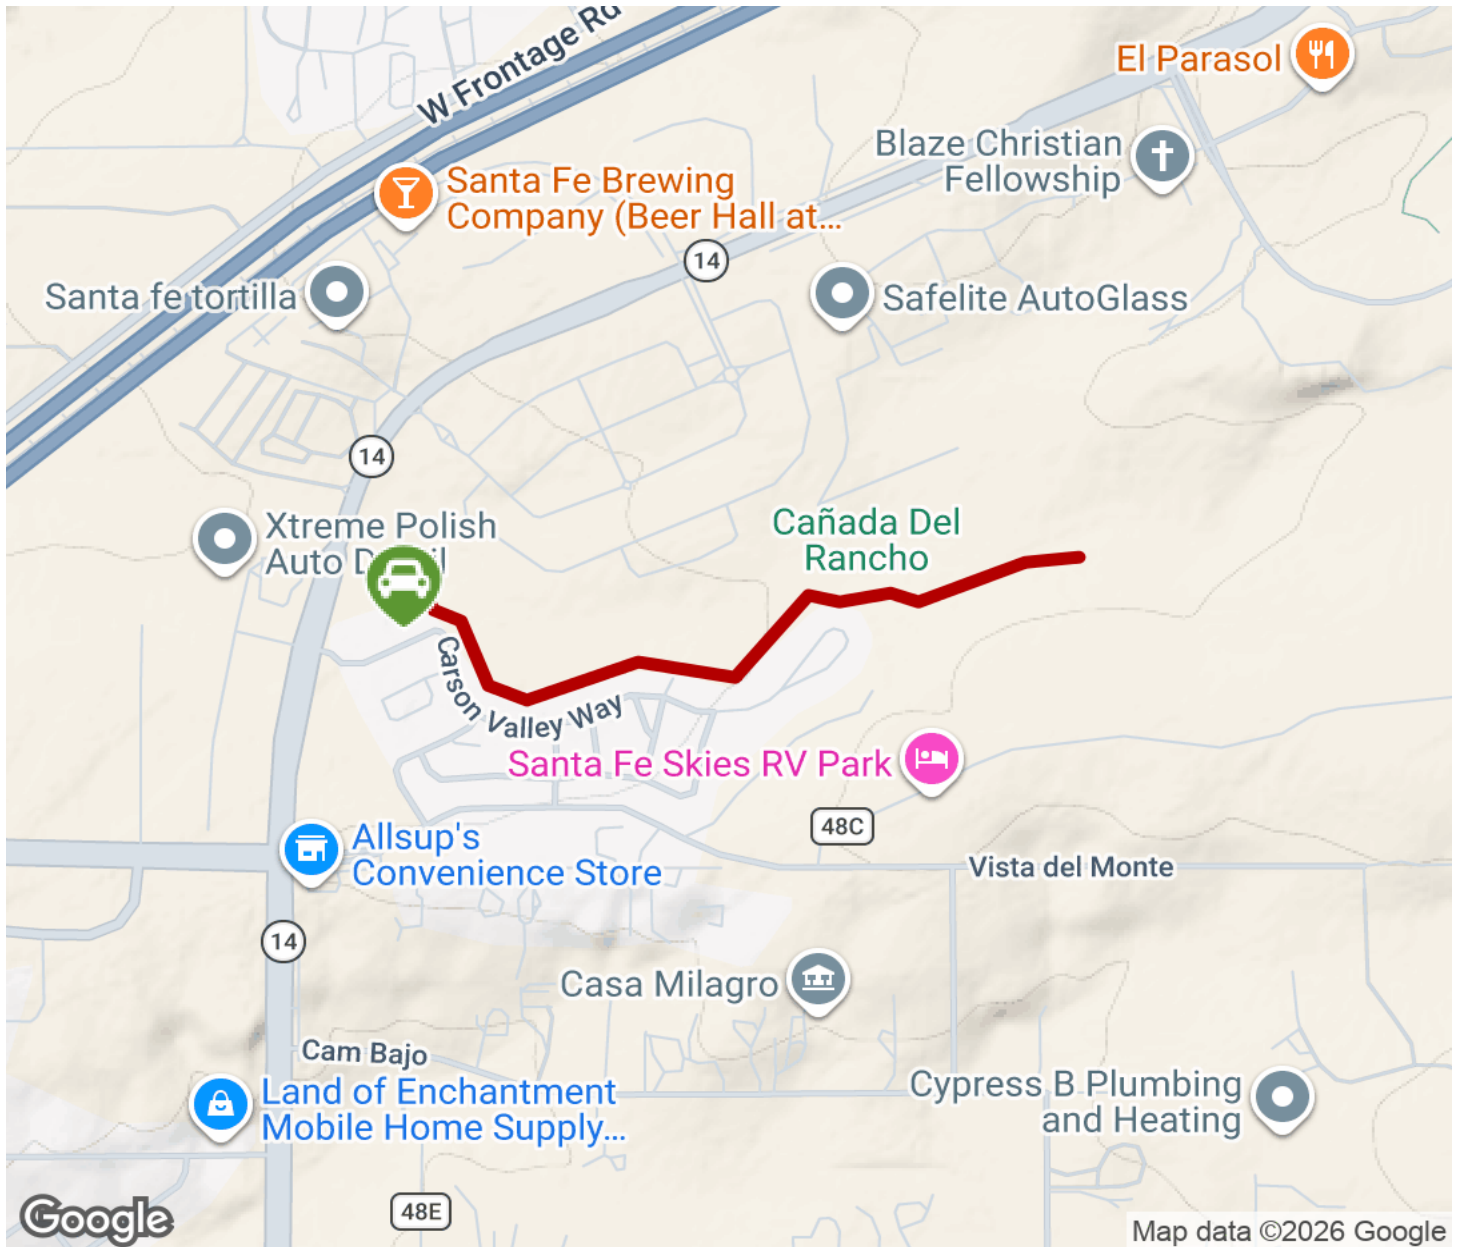 W Frontage Rd
El Parasol
Blaze Christian
Fellowship
Santa Fe Brewing
Company (Beer Hall at...
14
Santa fe tortilla
Safelite AutoGlass
14
Xtreme Polish
Auto D il
Cañada Del
Rancho
Carson Valley Way
Santa Fe Skies RV Park
48C
Allsup's
Convenience Store
Vista del Monte
14
Casa Milagro
Cam Bajo
Land of Enchantment
Mobile Home Supply...
Cypress B Plumbing
and Heating
48E
Google
Map data ©2026 Google